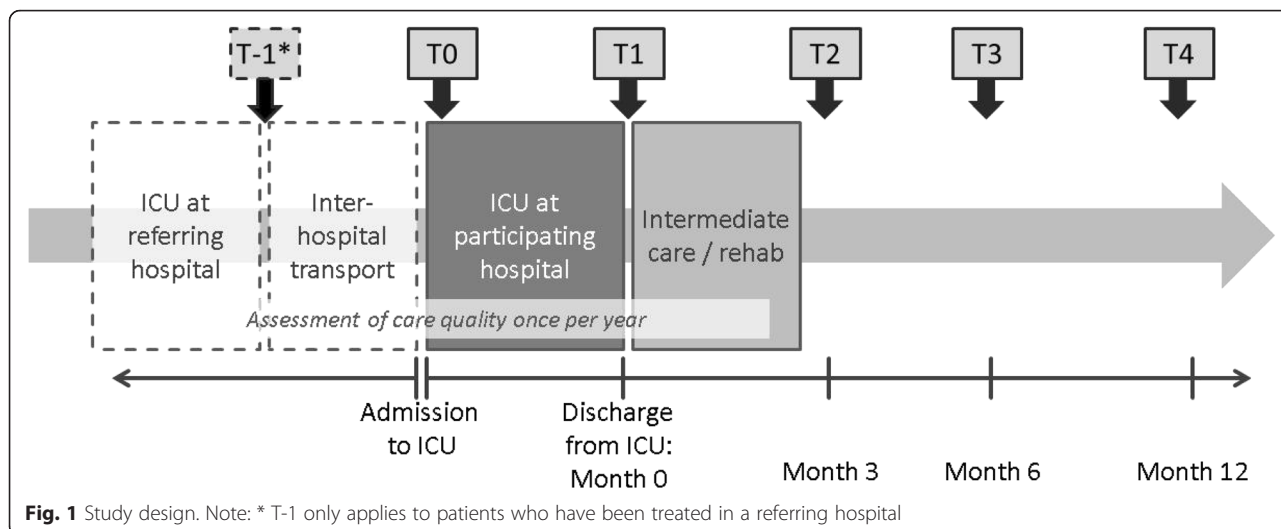 T-1*
T0
T1
T2
T3
T4
ICU at
referring
hospital
Inter-
hospital
transport
ICU at
participating
hospital
Intermediate
care / rehab
Assessment of care quality once per year
Admission
to ICU
Discharge
from ICU:
Month 0
Month 3
Month 6
Month 12
Fig. 1 Study design. Note: * T-1 only applies to patients who have been treated in a referring hospital